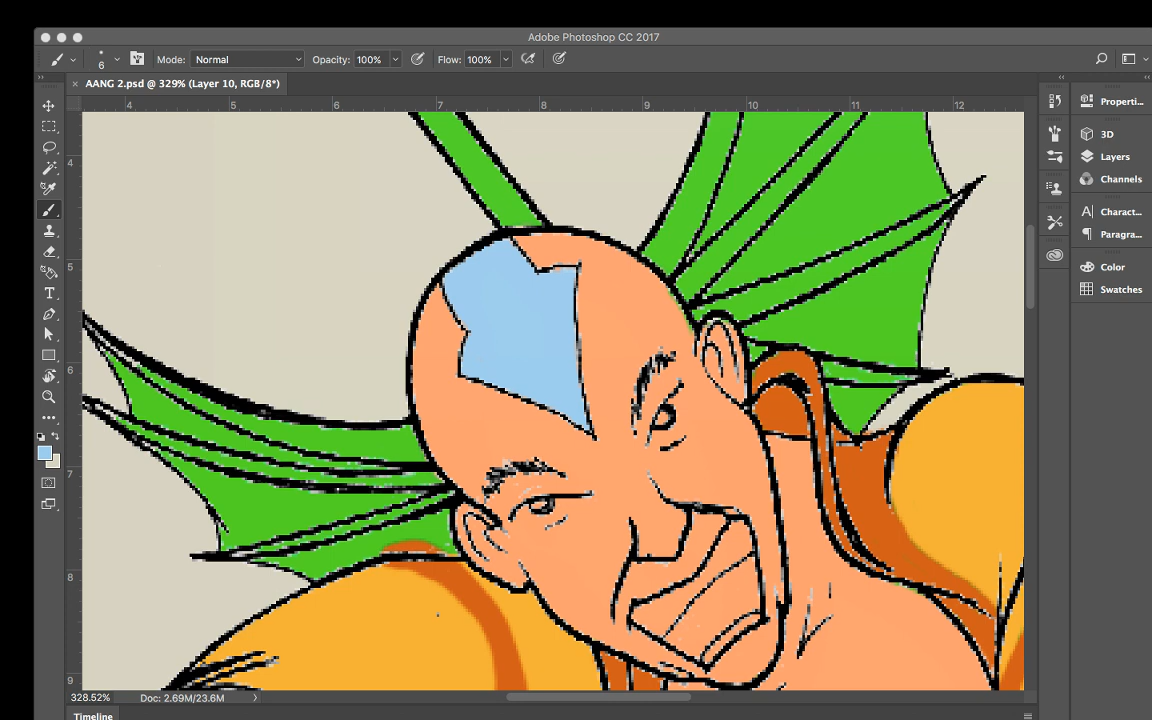 Adobe Photoshop CC 2017
6
Mode: Normal
Opacity: 100%
Flow: 100%
× AANG 2.psd @ 329% (Layer 10, RGB/8*)
4 5 6 7 8 9 10 11 12
4
5
6
7
8
9
T
Properti...
3D
Layers
Channels
A| Charact...
¶ Paragra...
Color
Swatches
328.52%
Doc: 2.69M/23.6M
Timeline